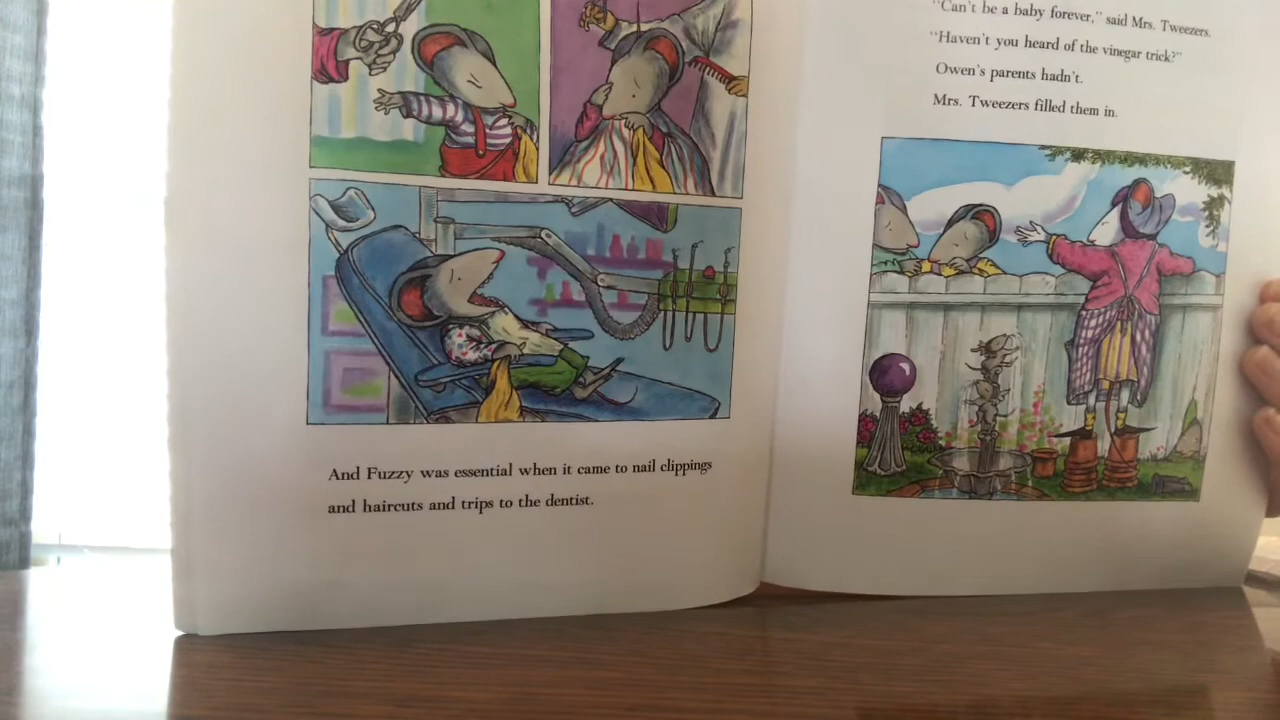 And Fuzzy was essential when it came to nail clippings
and haircuts and trips to the dentist.
"Can't be a baby forever," said Mrs. Tweezers.
"Haven't you heard of the vinegar trick?"
Owen's parents hadn't.
Mrs. Tweezers filled them in.